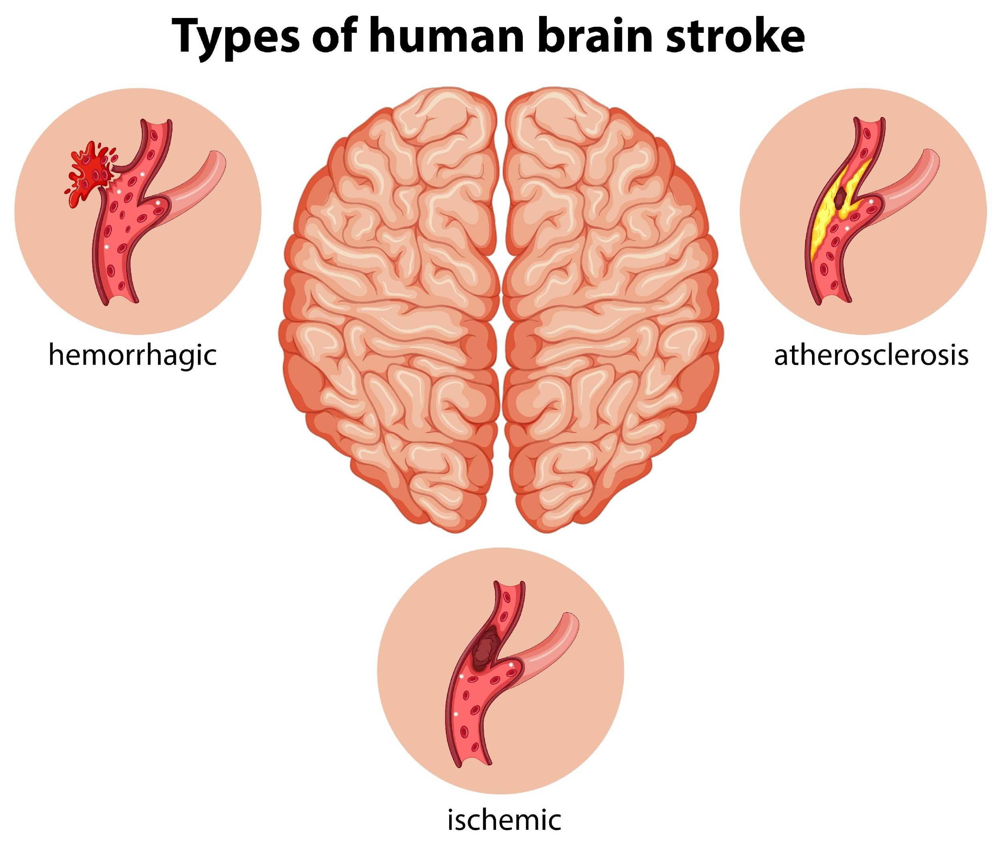 Types of human brain stroke
hemorrhagic
atherosclerosis
ischemic